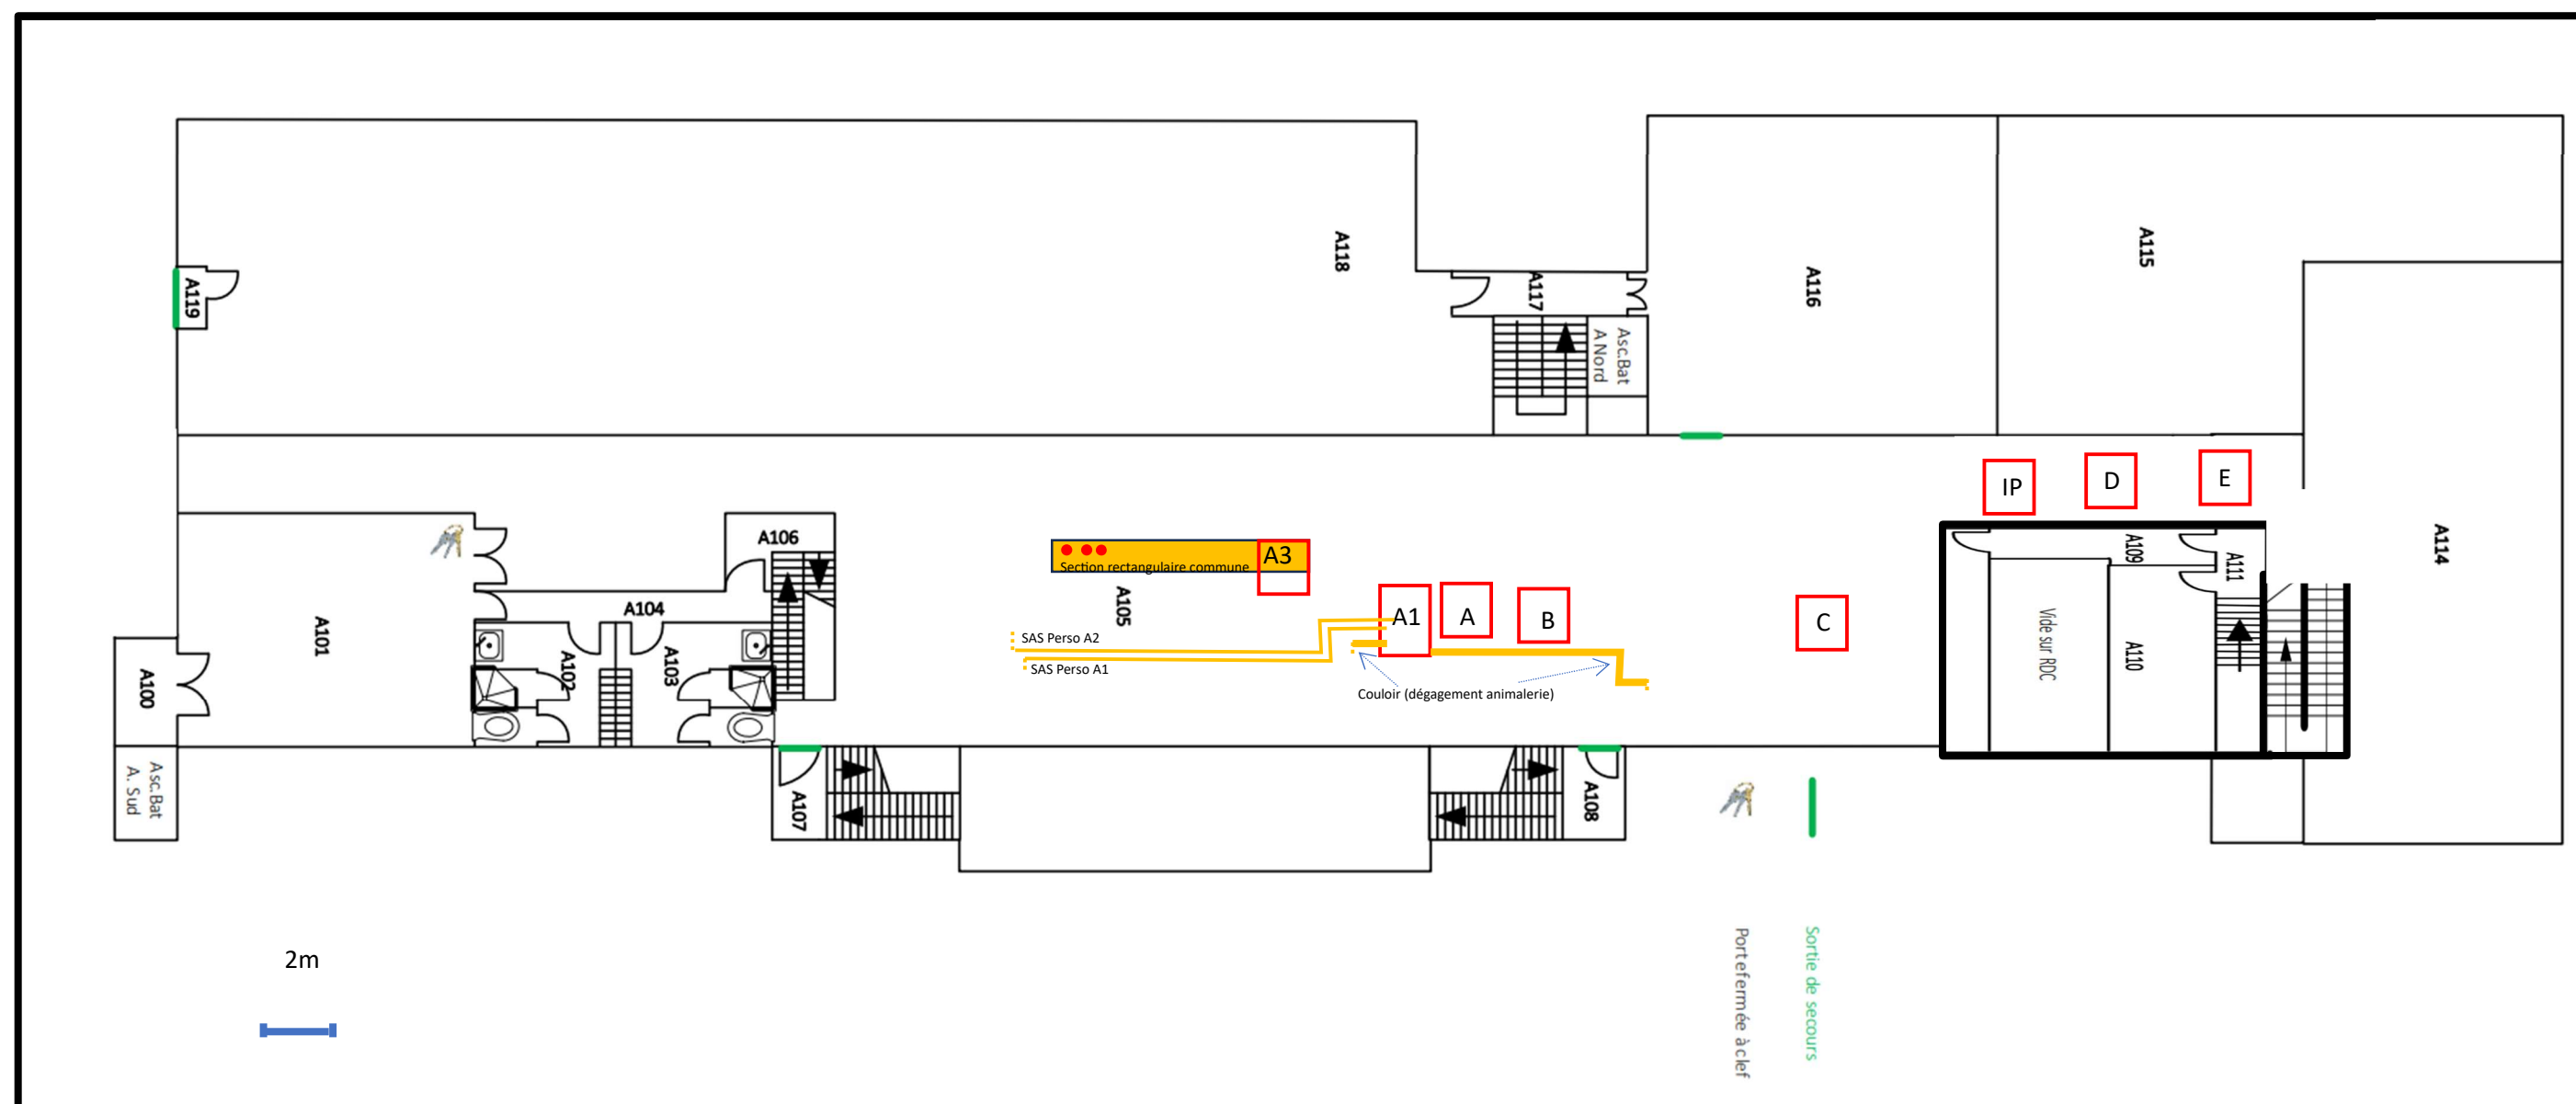 A118
A119
A117
Asc.Bat
A Nord
A116
A115
A114
IP
D
E
A106
A3
Section rectangulaire commune
A105
A104
A101
A102
A103
A100
Asc.Bat
A. Sud
SAS Perso A2
SAS Perso A1
A1
A
B
C
Couloir (dégagement animalerie)
A109
A111
Vide sur RDC
A110
A107
A108
2m
Porte fermée à clef
Sortie de secours